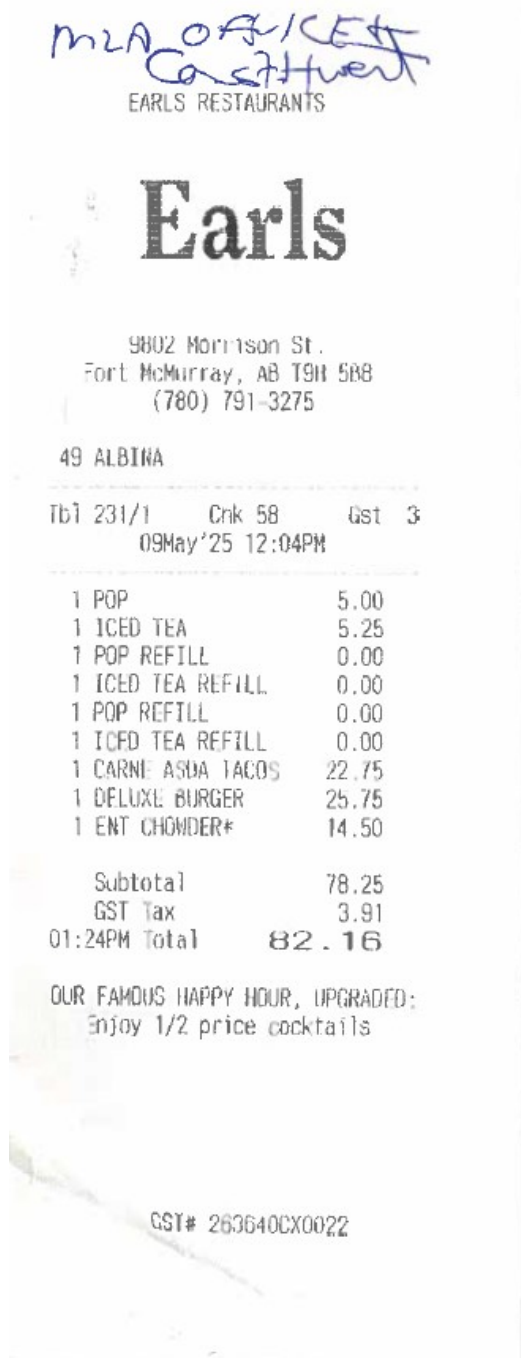 MLA OFFICE &
Constituent
EARLS RESTAURANTS
Earls
9802 Morrison St.
Fort McMurray, AB T9H 5B8
(780) 791-3275
49 ALBINA
Tbl 231/1 Chk 58 Gst 3
09May'25 12:04PM
1 POP 5.00
1 ICED TEA 5.25
1 POP REFILL 0.00
1 ICED TEA REFILL 0.00
1 POP REFILL 0.00
1 ICED TEA REFILL 0.00
1 CARNE ASDA TACOS 22.75
1 DELUXE BURGER 25.75
1 ENT CHOWDER* 14.50
Subtotal 78.25
GST Tax 3.91
01:24PM Total 82.16
OUR FAMOUS HAPPY HOUR, UPGRADED:
Enjoy 1/2 price cocktails
GST# 263640CX0022